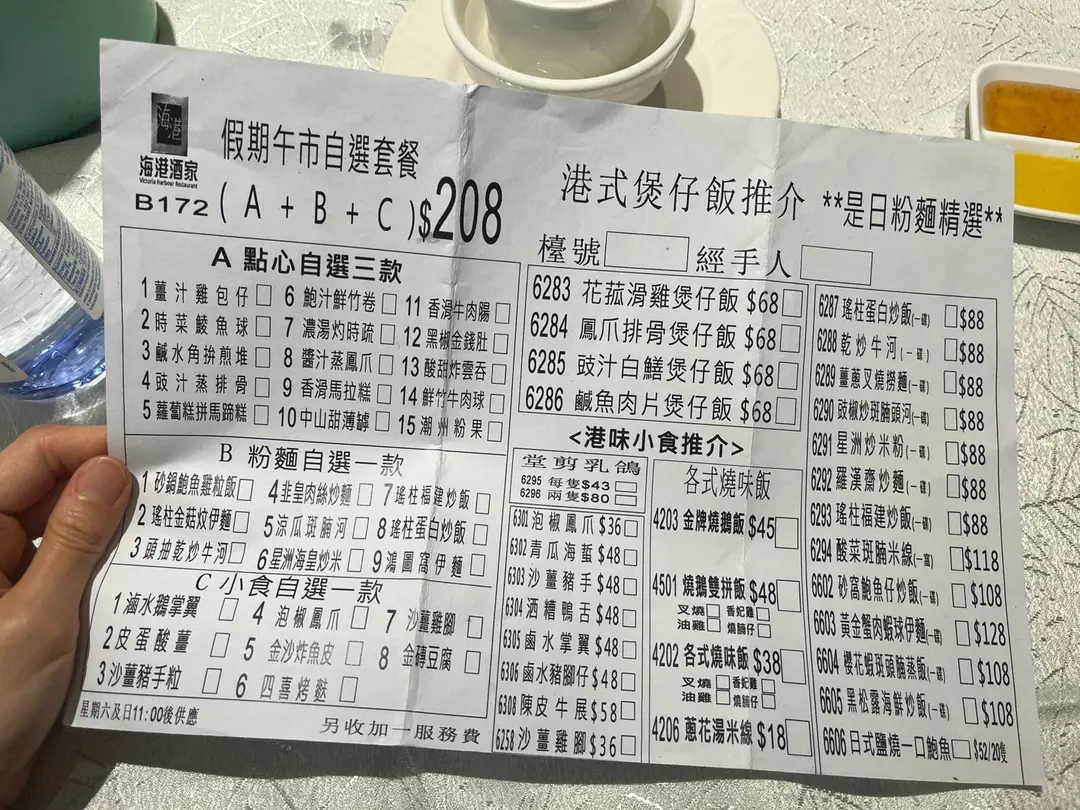 海港
海港酒家
Victoria Harbour Restaurant
假期午市自選套餐
B172 (A + B + C) $208
A 點心自選三款
1 薑汁雞包仔
2 時菜鯪魚球
3 鹹水角拚煎堆
4 豉汁蒸排骨
5 蘿蔔糕拼馬蹄糕
6 鮑汁鮮竹卷
7 濃湯灼時疏
8 醬汁蒸鳳爪
9 香滑馬拉糕
10 中山甜薄罉
11 香滑牛肉腸
12 黑椒金錢肚
13 酸甜炸雲吞
14 鮮竹牛肉球
15 潮州粉果
B 粉麵自選一款
1 砂鍋鮑魚雞粒飯
2 瑤柱金菇炆伊麵
3 頭抽乾炒牛河
4 韭皇肉絲炒麵
5 涼瓜斑腩河
6 星洲海皇炒米
7 瑤柱福建炒飯
8 瑤柱蛋白炒飯
9 鴻圖窩伊麵
C 小食自選一款
1 滷水鵝掌翼
2 皮蛋酸薑
3 沙薑豬手粒
4 泡椒鳳爪
5 金沙炸魚皮
6 四喜烤麩
7 沙薑雞腳
8 金磚豆腐
星期六及日11:00後供應
另收加一服務費
港式煲仔飯推介
**是日粉麵精選**
檯號
經手人
6283 花菰滑雞煲仔飯 $68
6284 鳳爪排骨煲仔飯 $68
6285 豉汁白鱔煲仔飯 $68
6286 鹹魚肉片煲仔飯 $68
<港味小食推介>
堂剪乳鴿
6295 每隻$43
6296 兩隻$80
6301 泡椒鳳爪 $36
6302 青瓜海蜇 $48
6303 沙薑豬手 $48
6304 洒糟鴨舌 $48
6305 鹵水掌翼 $48
6306 鹵水豬腳仔 $48
6308 陳皮牛展 $58
6258 沙薑雞腳 $36
各式燒味飯
4203 金牌燒鵝飯 $45
4501 燒鵝雙拼飯 $48
叉燒 香妃雞
油雞 燒腩仔
4202 各式燒味飯 $38
叉燒 香妃雞
油雞 燒腩仔
4206 蔥花湯米線 $18
6287 瑤柱蛋白炒飯(一碟) $88
6288 乾炒牛河(一碟) $88
6289 薑蔥叉燒撈麵(一碟) $88
6290 豉椒炒斑腩頭河(一碟) $88
6291 星洲炒米粉(一碟) $88
6292 羅漢齋炒麵(一碟) $88
6293 瑤柱福建炒飯(一碟) $88
6294 酸菜斑腩米線(一窩) $118
6602 砂窩鮑魚仔炒飯(一碟) $108
6603 黃金蟹肉蝦球伊麵(一碟) $128
6604 櫻花蝦斑頭腩蒸飯(一碟) $108
6605 黑松露海鮮炒飯(一碟) $108
6606 日式鹽燒一口鮑魚 $52/20隻